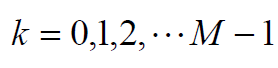 k = 0,1,2,⋯M − 1